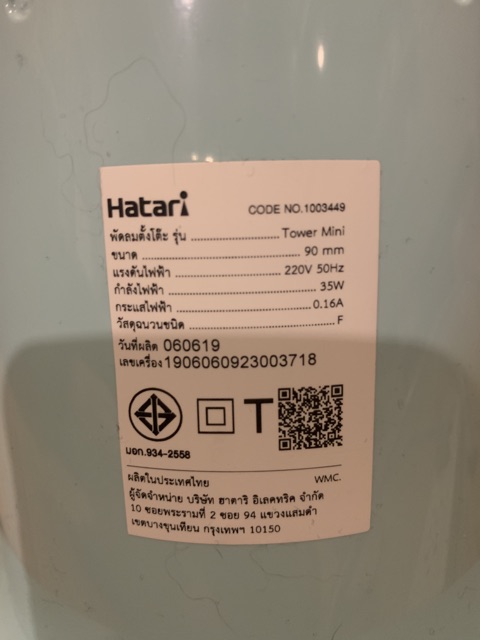 Hatari
CODE NO.1003449
พัดลมตั้งโต๊ะ รุ่น ........................ Tower Mini
ขนาด ........................ 90 mm
แรงดันไฟฟ้า ........................ 220V 50Hz
กำลังไฟฟ้า ........................ 35W
กระแสไฟฟ้า ........................ 0.16A
วัสดุฉนวนชนิด ........................ F
วันที่ผลิต 060619
เลขเครื่อง 1906060923003718
T
มอก.934-2558
ผลิตในประเทศไทย WMC.
ผู้จัดจำหน่าย บริษัท ฮาตาริ อิเลคทริค จำกัด
10 ซอยพระรามที่ 2 ซอย 94 แขวงแสมดำ
เขตบางขุนเทียน กรุงเทพฯ 10150